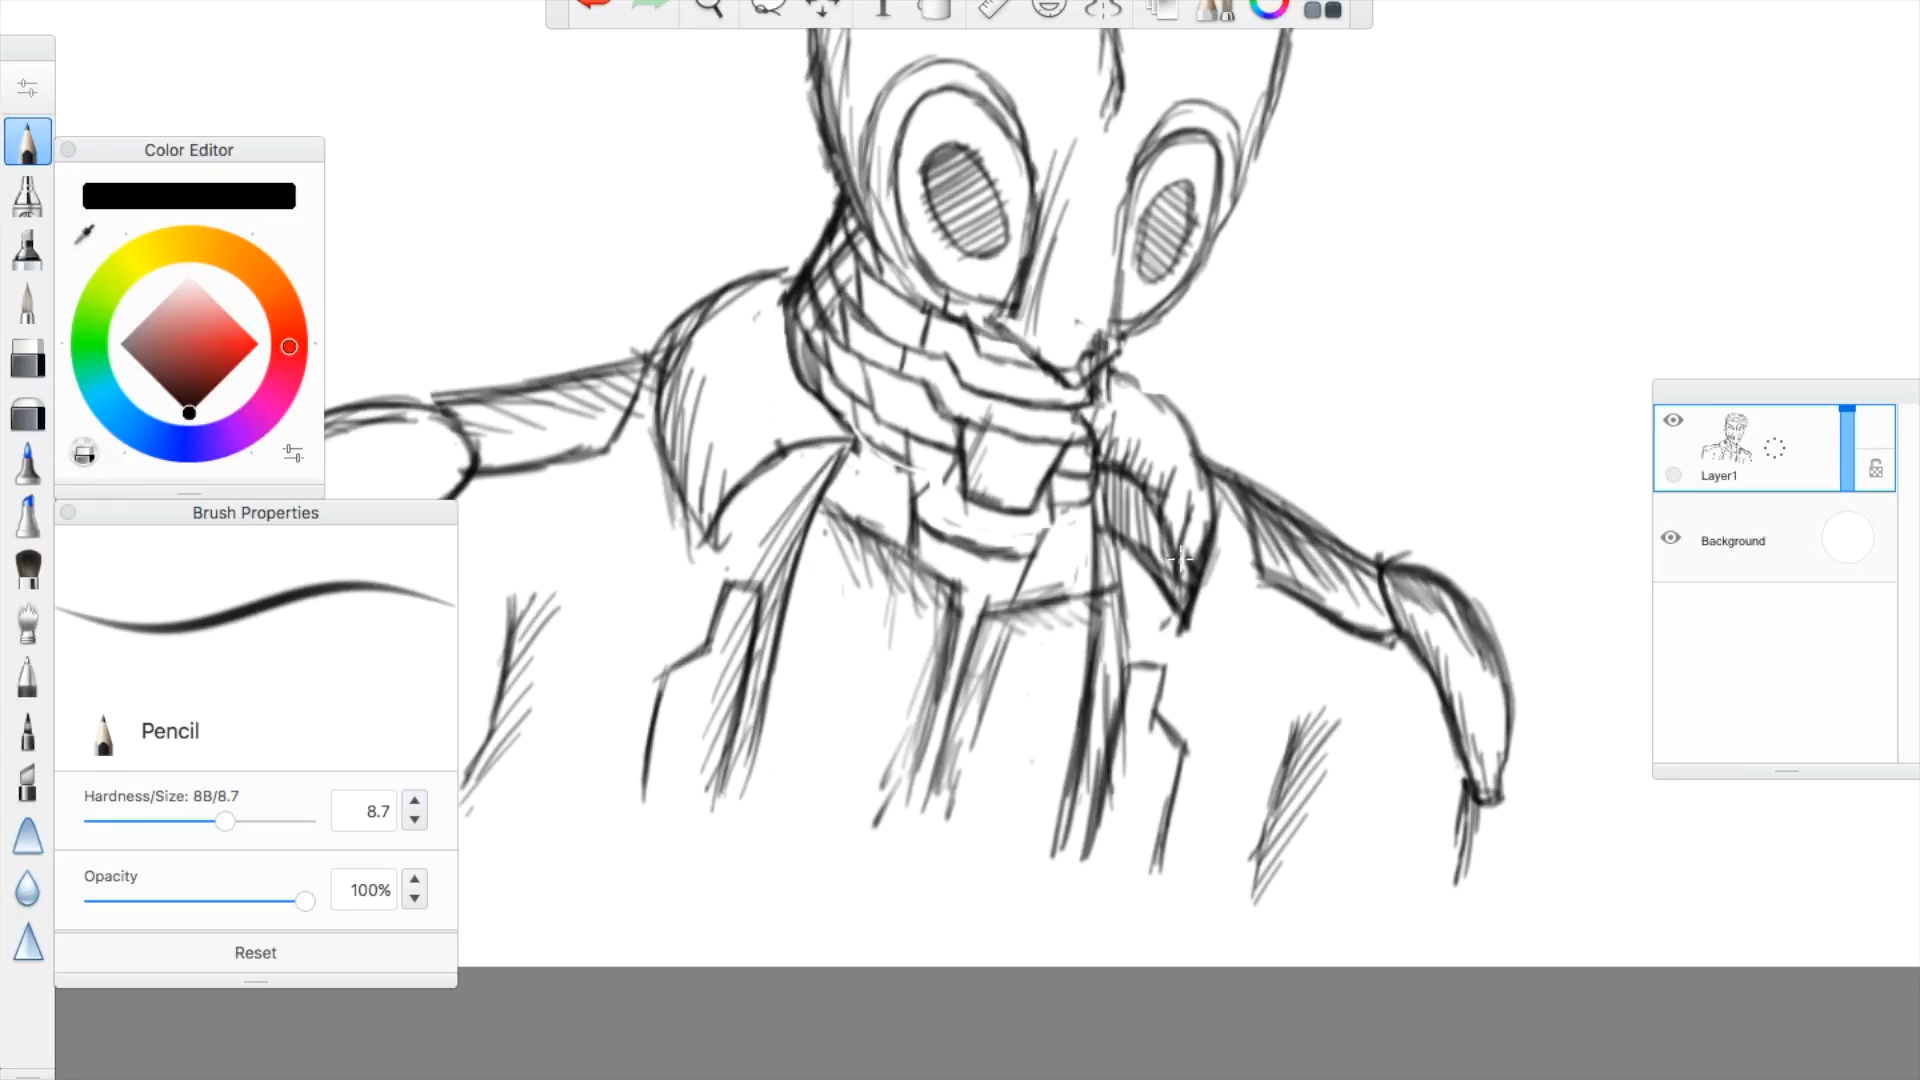 Color Editor
Brush Properties
Pencil
Hardness/Size: 8B/8.7
8.7
Opacity
100%
Reset
Layer1
Background